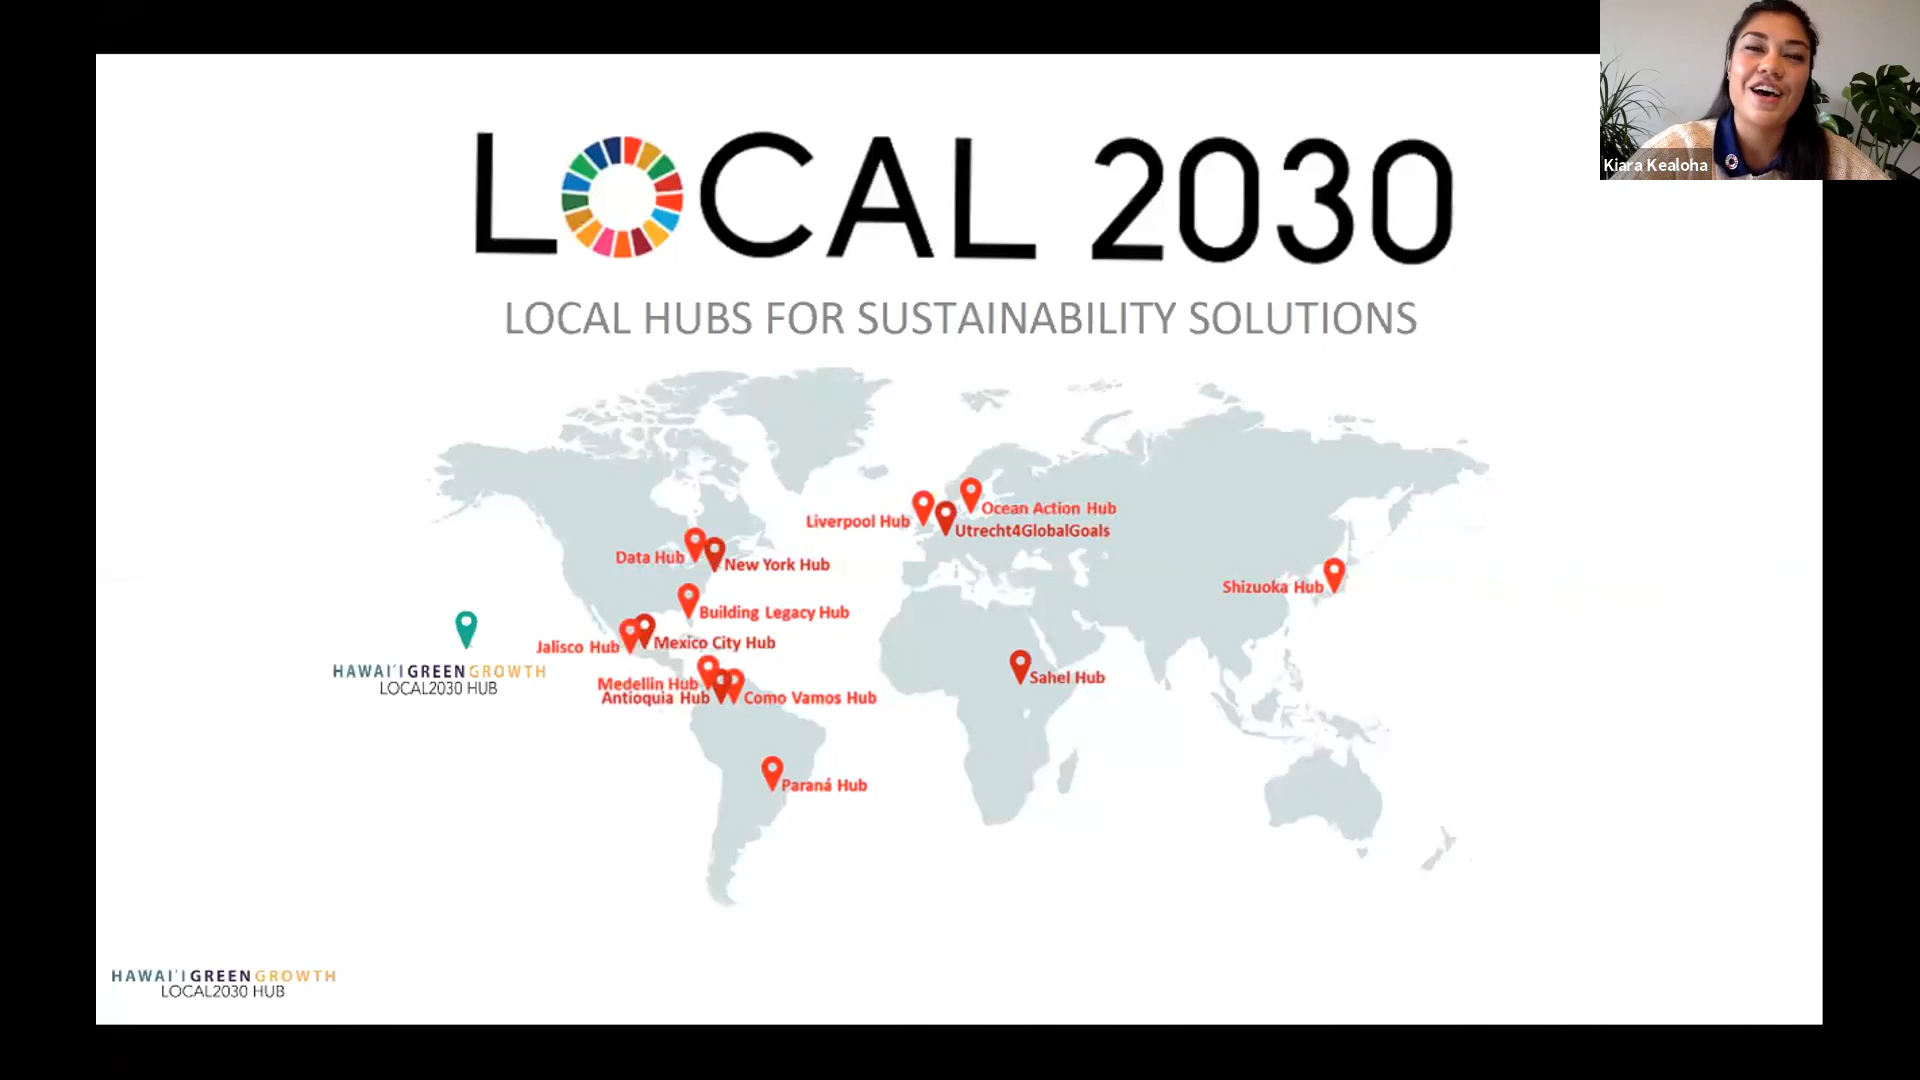 LOCAL 2030
Kiara Kealoha
LOCAL HUBS FOR SUSTAINABILITY SOLUTIONS
Ocean Action Hub
Liverpool Hub
Utrecht4GlobalGoals
Data Hub
New York Hub
Shizuoka Hub
Building Legacy Hub
Jalisco Hub
Mexico City Hub
HAWAI'I GREEN GROWTH
LOCAL2030 HUB
Sahel Hub
Medellin Hub
Antioquia Hub
Como Vamos Hub
Paraná Hub
HAWAI'I GREEN GROWTH
LOCAL2030 HUB